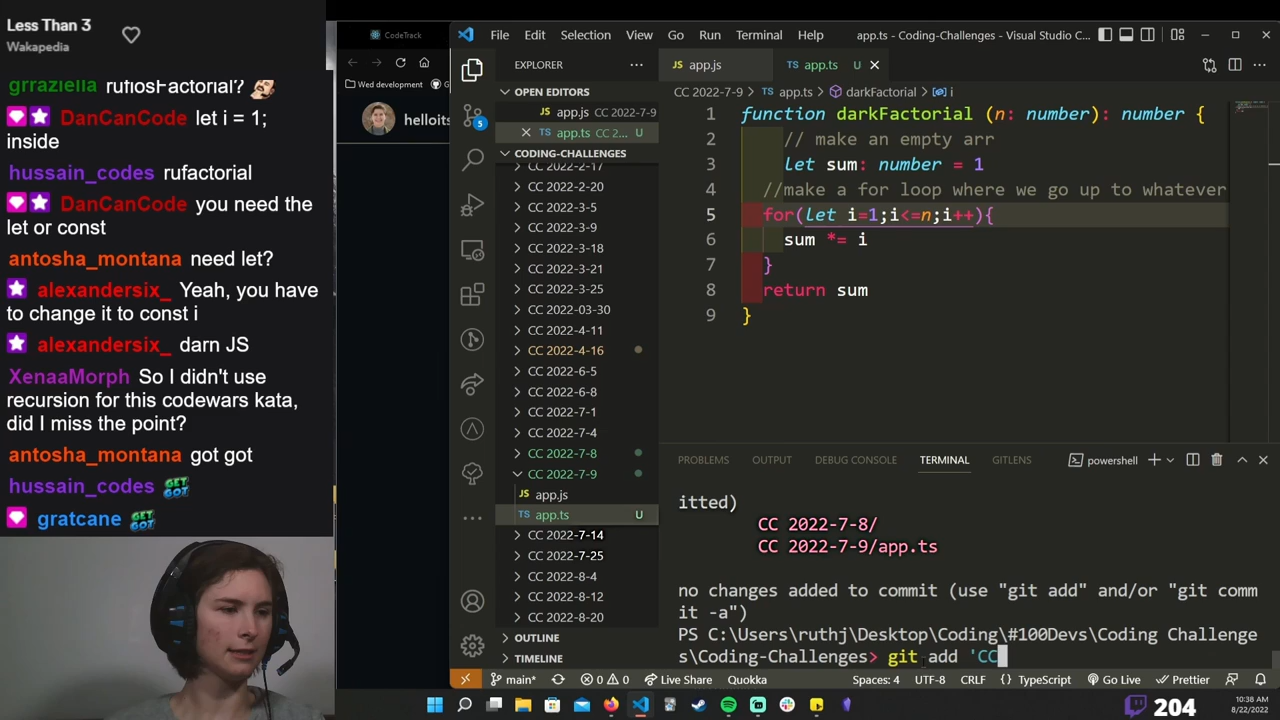 Less Than 3
Wakapedia
grraziella rufiosFactorial?
DanCanCode let i = 1;
inside
hussain_codes rufactorial
DanCanCode you need the
let or const
antosha_montana need let?
alexandersix_ Yeah, you have
to change it to const i
alexandersix_ darn JS
XenaaMorph So I didn't use
recursion for this codewars kata,
did I miss the point?
antosha_montana got got
hussain_codes GET GOT
gratcane GET GOT
CodeTrack
Wed development
helloits
File Edit Selection View Go Run Terminal Help
app.ts - Coding-Challenges - Visual Studio C...
EXPLORER
OPEN EDITORS
app.js CC 2022-7-9
app.ts CC 2... U
CODING-CHALLENGES
CC 2022-2-17
CC 2022-2-20
CC 2022-3-5
CC 2022-3-9
CC 2022-3-18
CC 2022-3-21
CC 2022-3-25
CC 2022-03-30
CC 2022-4-11
CC 2022-4-16
CC 2022-6-5
CC 2022-6-8
CC 2022-7-1
CC 2022-7-4
CC 2022-7-8
CC 2022-7-9
app.js
app.ts U
CC 2022-7-14
CC 2022-7-25
CC 2022-8-4
CC 2022-8-12
CC 2022-8-20
OUTLINE
TIMELINE
5
app.js app.ts U
CC 2022-7-9 > app.ts > darkFactorial > i
1 function darkFactorial (n: number): number {
2 // make an empty arr
3 let sum: number = 1
4 //make a for loop where we go up to whatever
5 for(let i=1;i<=n;i++){
6 sum *= i
7 }
8 return sum
9 }
PROBLEMS OUTPUT DEBUG CONSOLE TERMINAL GITLENS powershell
itted)
CC 2022-7-8/
CC 2022-7-9/app.ts
no changes added to commit (use "git add" and/or "git comm
it -a")
PS C:\Users\ruthj\Desktop\Coding\#100Devs\Coding Challenge
s\Coding-Challenges> git add 'CC
main* 0 0 Live Share Quokka Spaces: 4 UTF-8 CRLF TypeScript Go Live Prettier
10:38 AM
8/22/2022
204